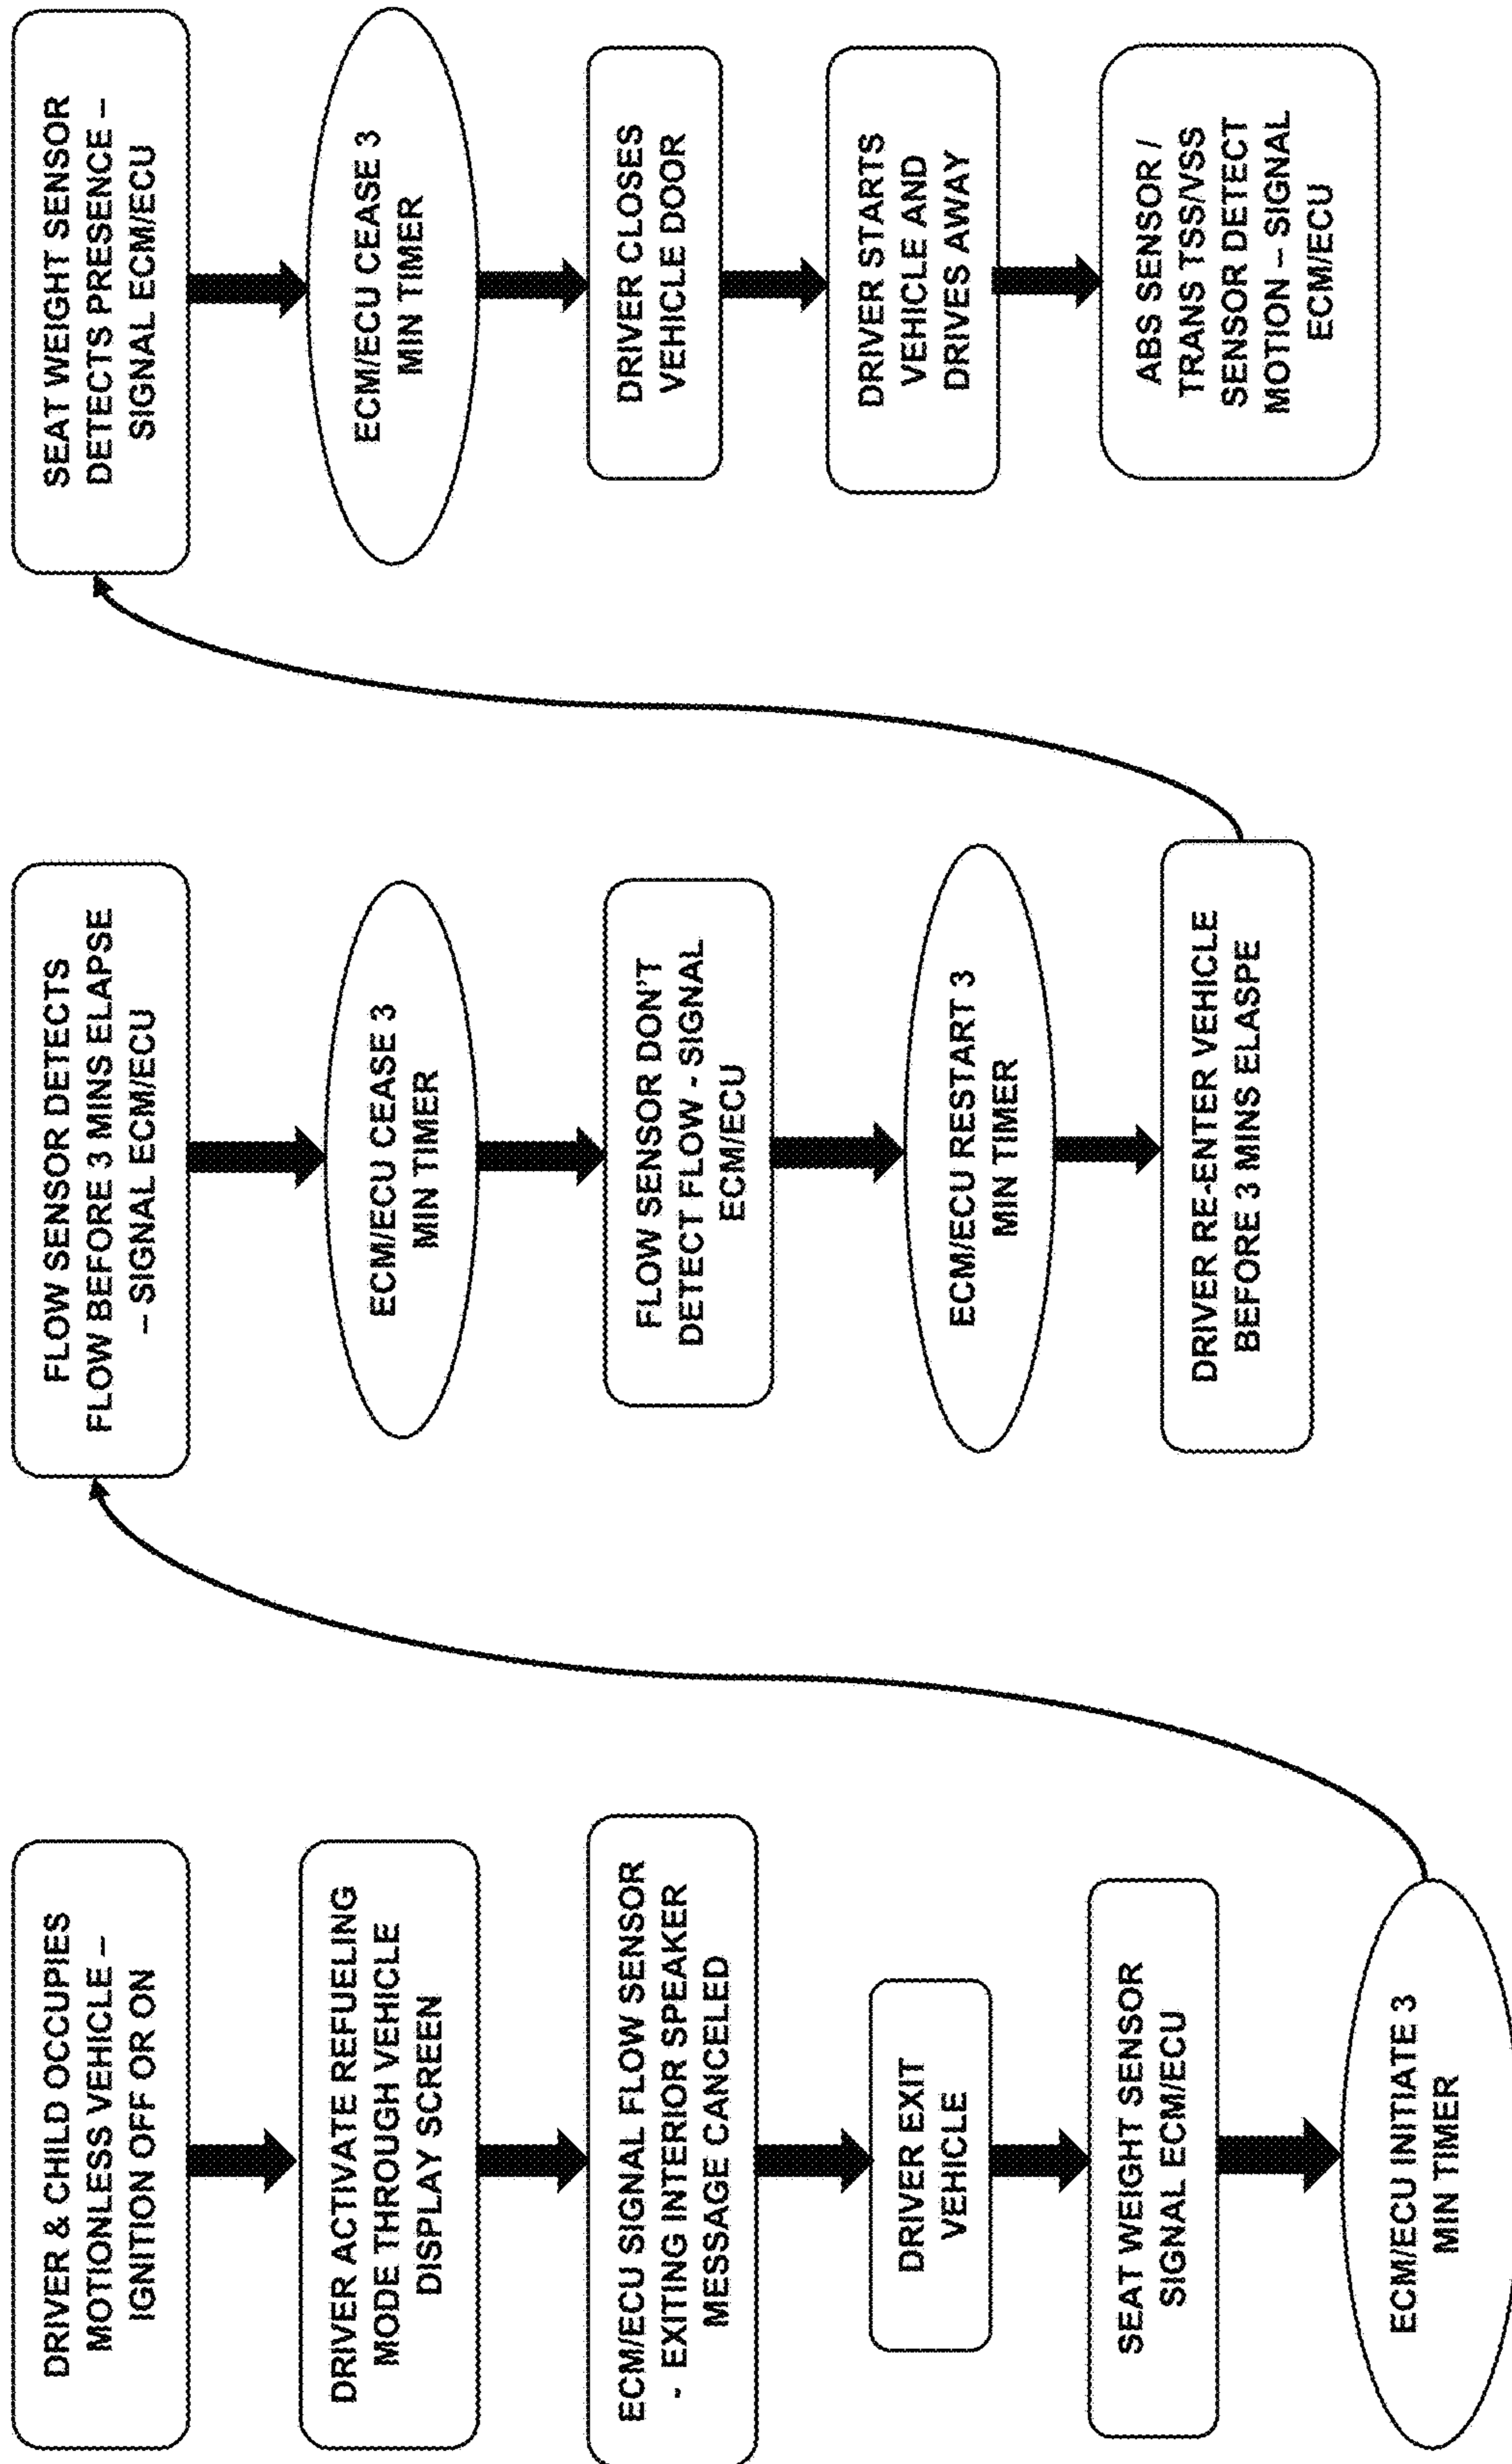 DRIVER & CHILD OCCUPIES
MOTIONLESS VEHICLE –
IGNITION OFF OR ON
DRIVER ACTIVATE REFUELING
MODE THROUGH VEHICLE
DISPLAY SCREEN
ECM/ECU SIGNAL FLOW SENSOR
- EXITING INTERIOR SPEAKER
MESSAGE CANCELED
DRIVER EXIT
VEHICLE
SEAT WEIGHT SENSOR
SIGNAL ECM/ECU
ECM/ECU INITIATE 3
MIN TIMER
FLOW SENSOR DETECTS
FLOW BEFORE 3 MINS ELAPSE
– SIGNAL ECM/ECU
ECM/ECU CEASE 3
MIN TIMER
FLOW SENSOR DON'T
DETECT FLOW - SIGNAL
ECM/ECU
ECM/ECU RESTART 3
MIN TIMER
DRIVER RE-ENTER VEHICLE
BEFORE 3 MINS ELASPE
SEAT WEIGHT SENSOR
DETECTS PRESENCE –
SIGNAL ECM/ECU
ECM/ECU CEASE 3
MIN TIMER
DRIVER CLOSES
VEHICLE DOOR
DRIVER STARTS
VEHICLE AND
DRIVES AWAY
ABS SENSOR /
TRANS TSS/VSS
SENSOR DETECT
MOTION – SIGNAL
ECM/ECU